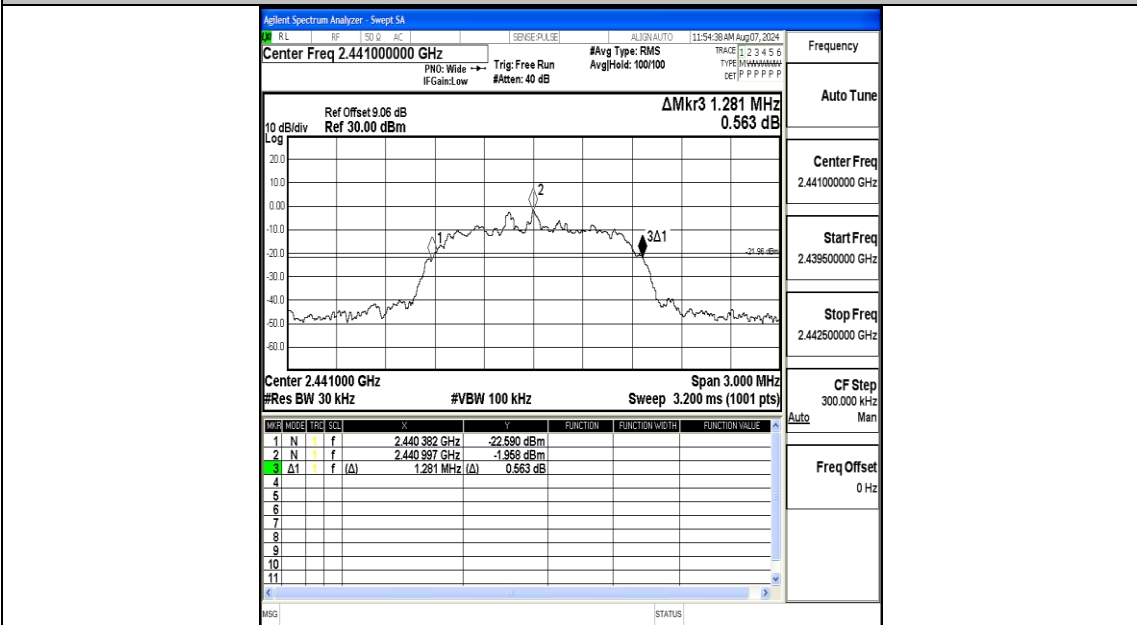 Agilent Spectrum Analyzer - Swept SA
RL RF 50 Ω AC SENSE:PULSE ALIGN AUTO 11:54:38 AM Aug 07, 2024
Center Freq 2.441000000 GHz
PNO: Wide
IFGain:Low
Trig: Free Run
#Atten: 40 dB
#Avg Type: RMS
Avg|Hold: 100/100
TRACE 1 2 3 4 5 6
TYPE M
DET P P P P P P
Ref Offset 9.06 dB
10 dB/div Ref 30.00 dBm
Log
ΔMkr3 1.281 MHz
0.563 dB
20.0
10.0
0.00
-10.0
-20.0
-30.0
-40.0
-50.0
-60.0
1
2
3Δ1
-21.96 dBm
Center 2.441000 GHz Span 3.000 MHz
#Res BW 30 kHz #VBW 100 kHz Sweep 3.200 ms (1001 pts)
MKR MODE TRC SCL X Y FUNCTION FUNCTION WIDTH FUNCTION VALUE
1 N 1 f 2.440 382 GHz -22.590 dBm
2 N 1 f 2.440 997 GHz -1.958 dBm
3 Δ1 1 f (Δ) 1.281 MHz (Δ) 0.563 dB
4
5
6
7
8
9
10
11
MSG STATUS
Frequency
Auto Tune
Center Freq
2.441000000 GHz
Start Freq
2.439500000 GHz
Stop Freq
2.442500000 GHz
CF Step
300.000 kHz
Auto Man
Freq Offset
0 Hz